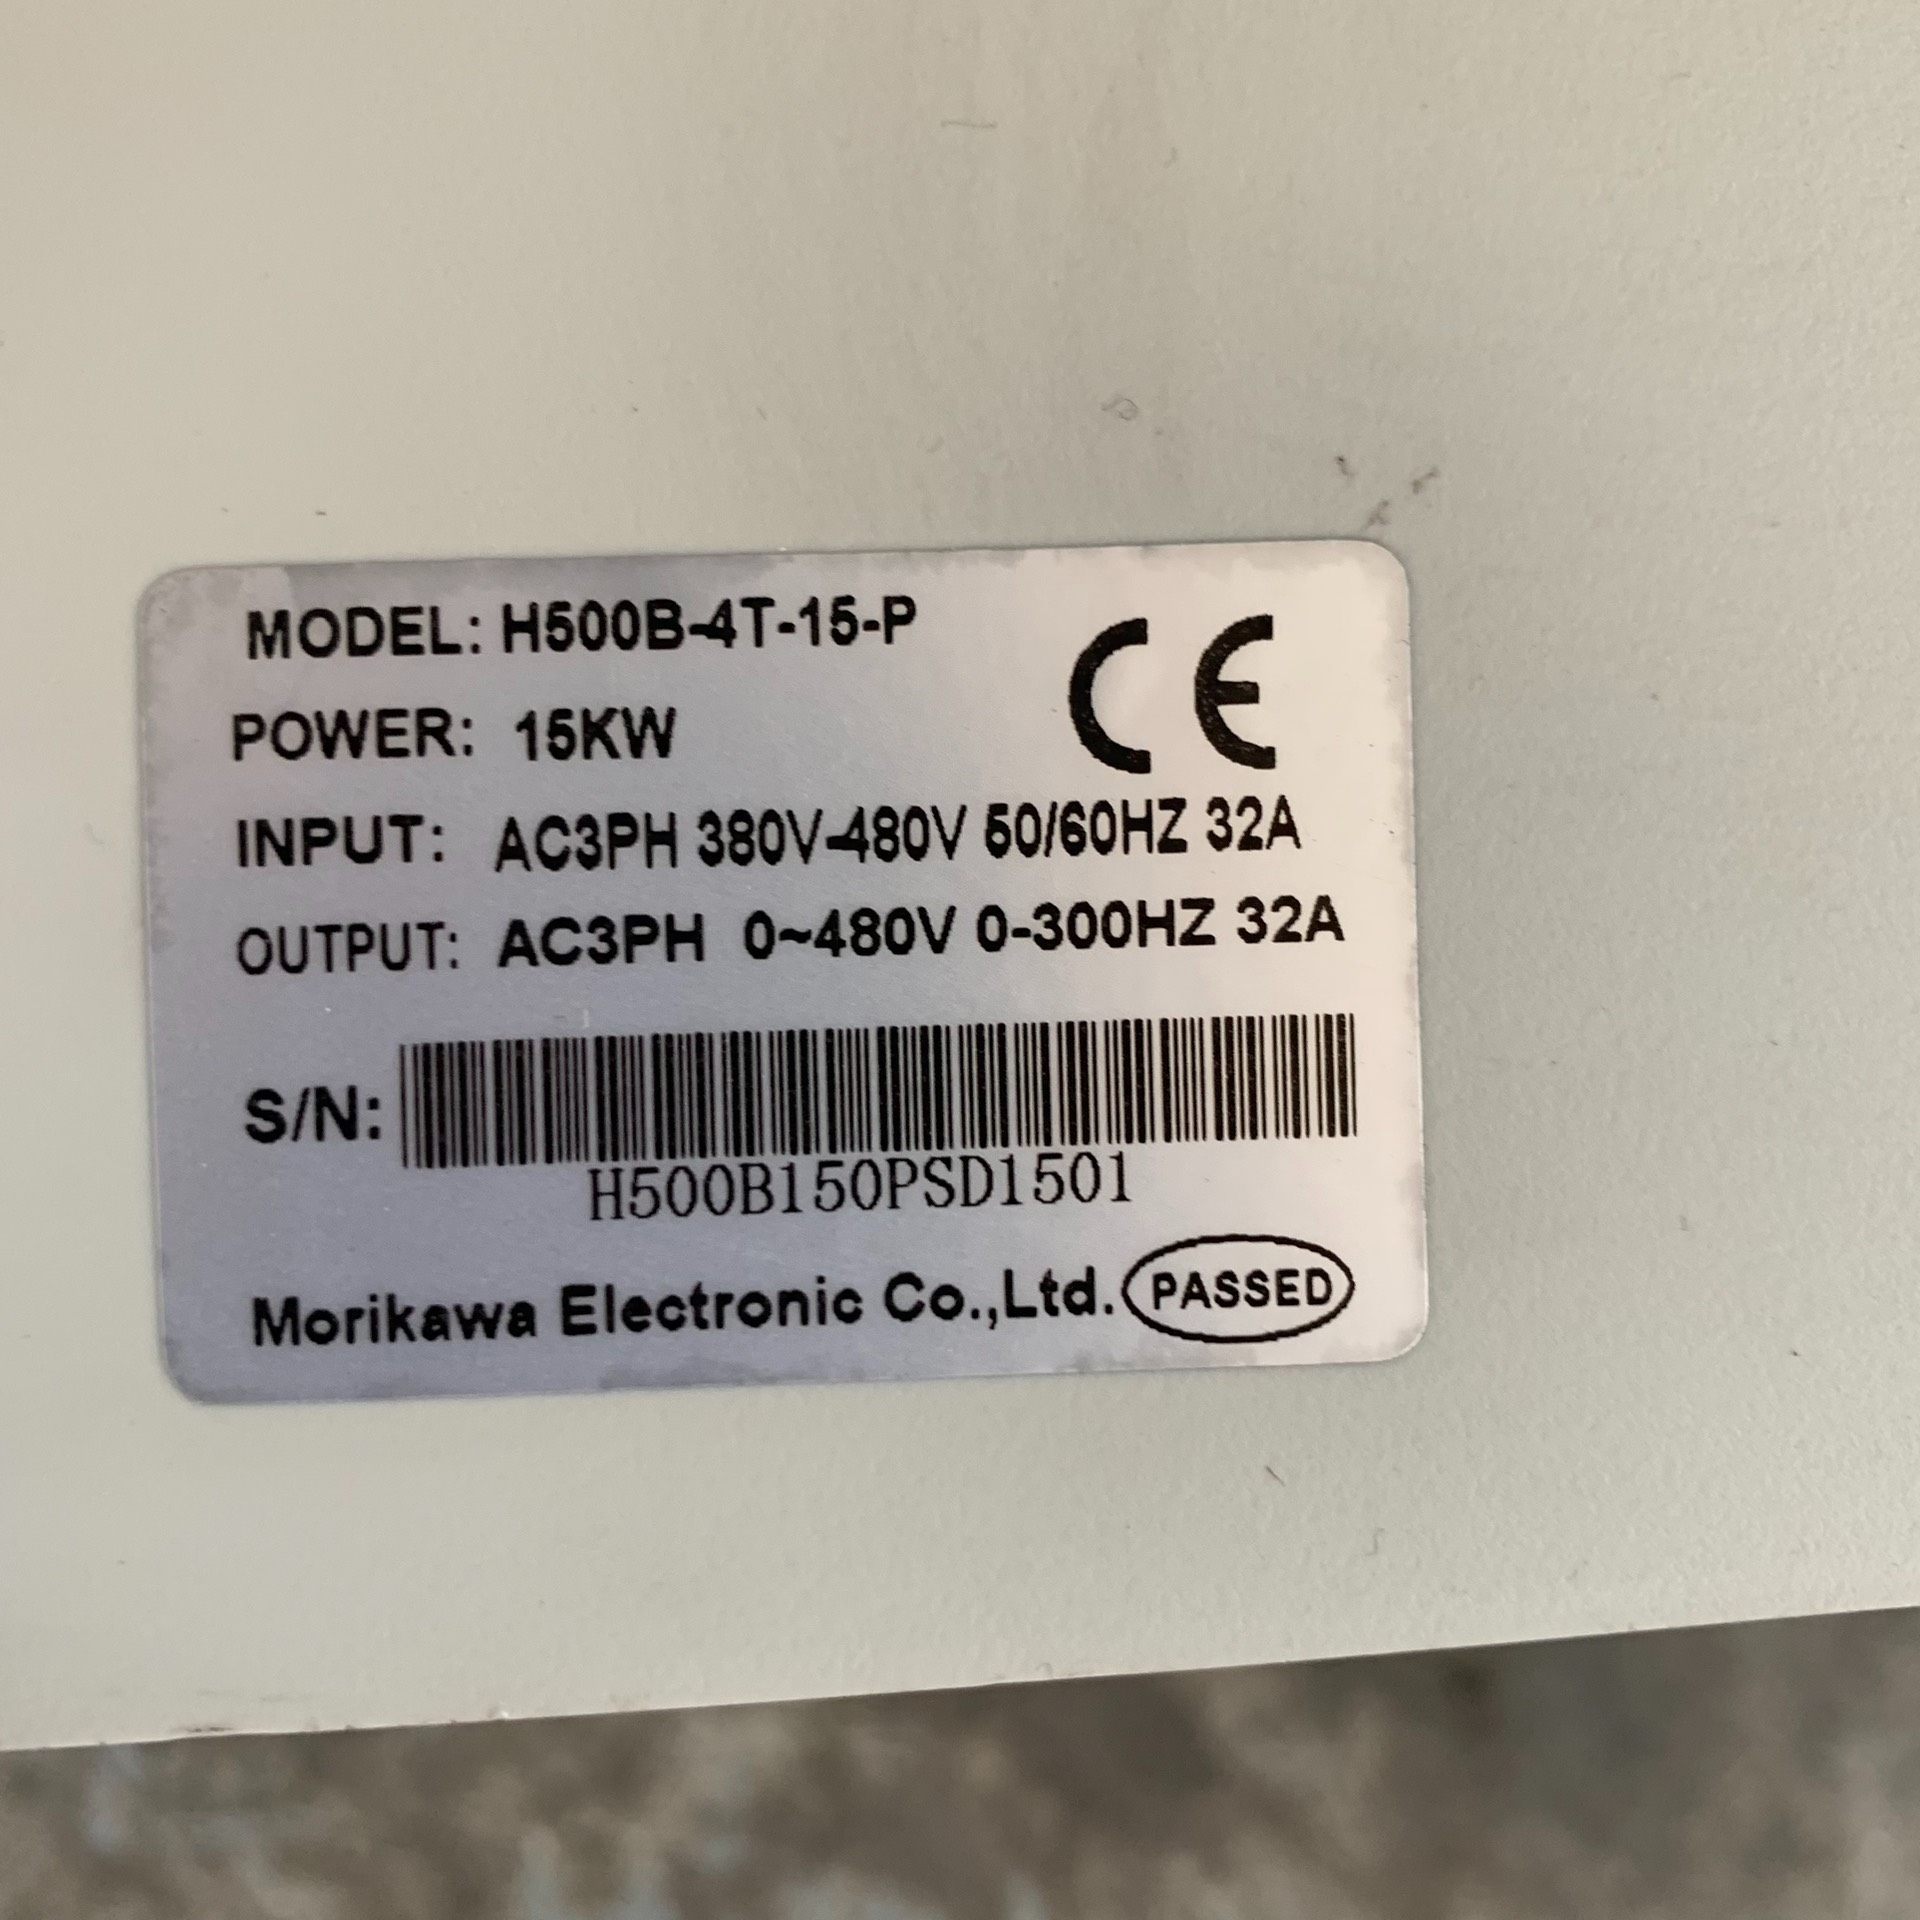 MODEL: H500B-4T-15-P
CE
POWER: 15KW
INPUT: AC3PH 380V-480V 50/60HZ 32A
OUTPUT: AC3PH 0~480V 0-300HZ 32A
S/N:
H500B150PSD1501
Morikawa Electronic Co.,Ltd. PASSED